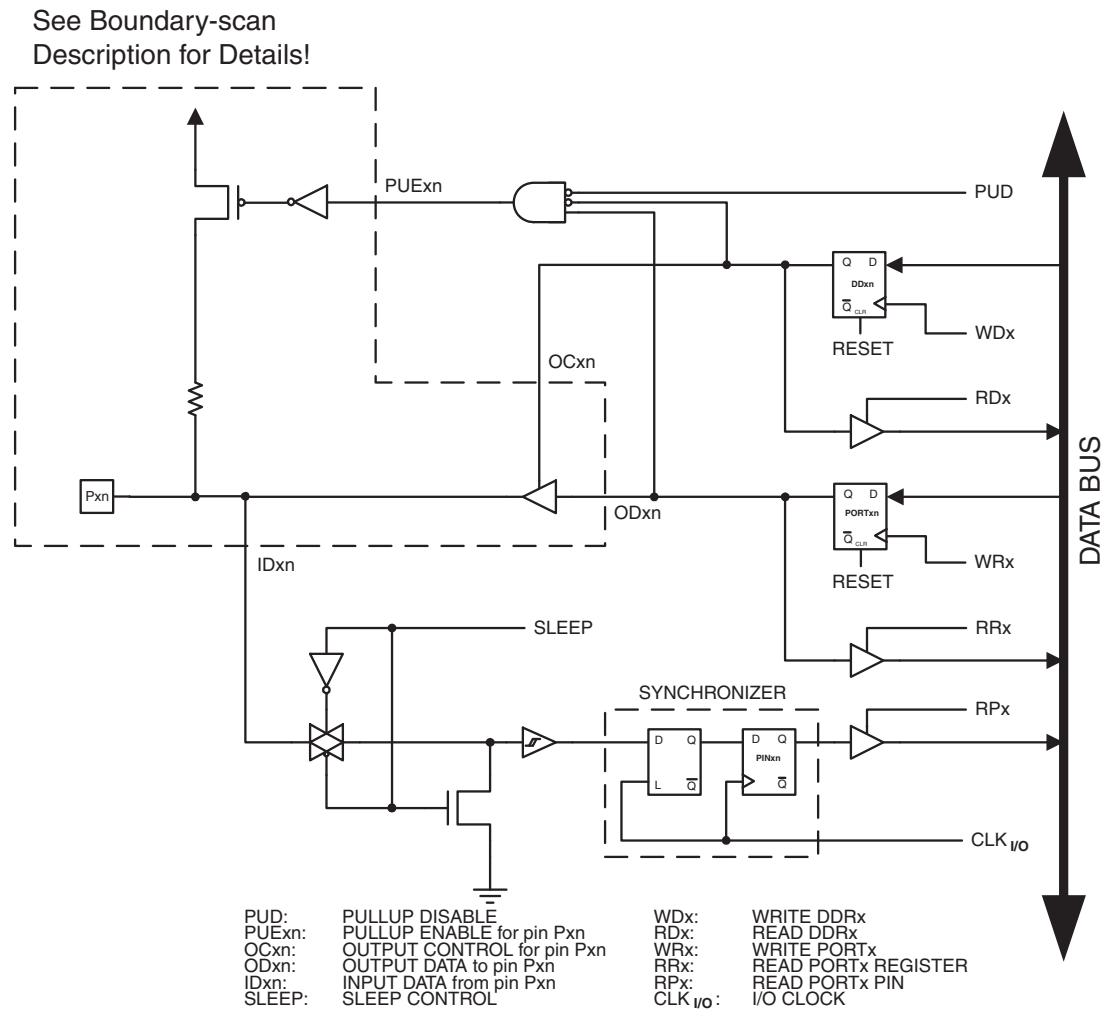 See Boundary-scan
Description for Details!
PUExn
PUD
Q D
DDxn
Q CLR
WDx
RESET
OCxn
RDx
Pxn
ODxn
Q D
PORTxn
Q CLR
WRx
RESET
IDxn
SLEEP
RRx
SYNCHRONIZER
RPx
D Q
L Q
D Q
PINxn
Q
CLK I/O
DATA BUS
PUD: PULLUP DISABLE
PUExn: PULLUP ENABLE for pin Pxn
OCxn: OUTPUT CONTROL for pin Pxn
ODxn: OUTPUT DATA to pin Pxn
IDxn: INPUT DATA from pin Pxn
SLEEP: SLEEP CONTROL
WDx: WRITE DDRx
RDx: READ DDRx
WRx: WRITE PORTx
RRx: READ PORTx REGISTER
RPx: READ PORTx PIN
CLK I/O: I/O CLOCK